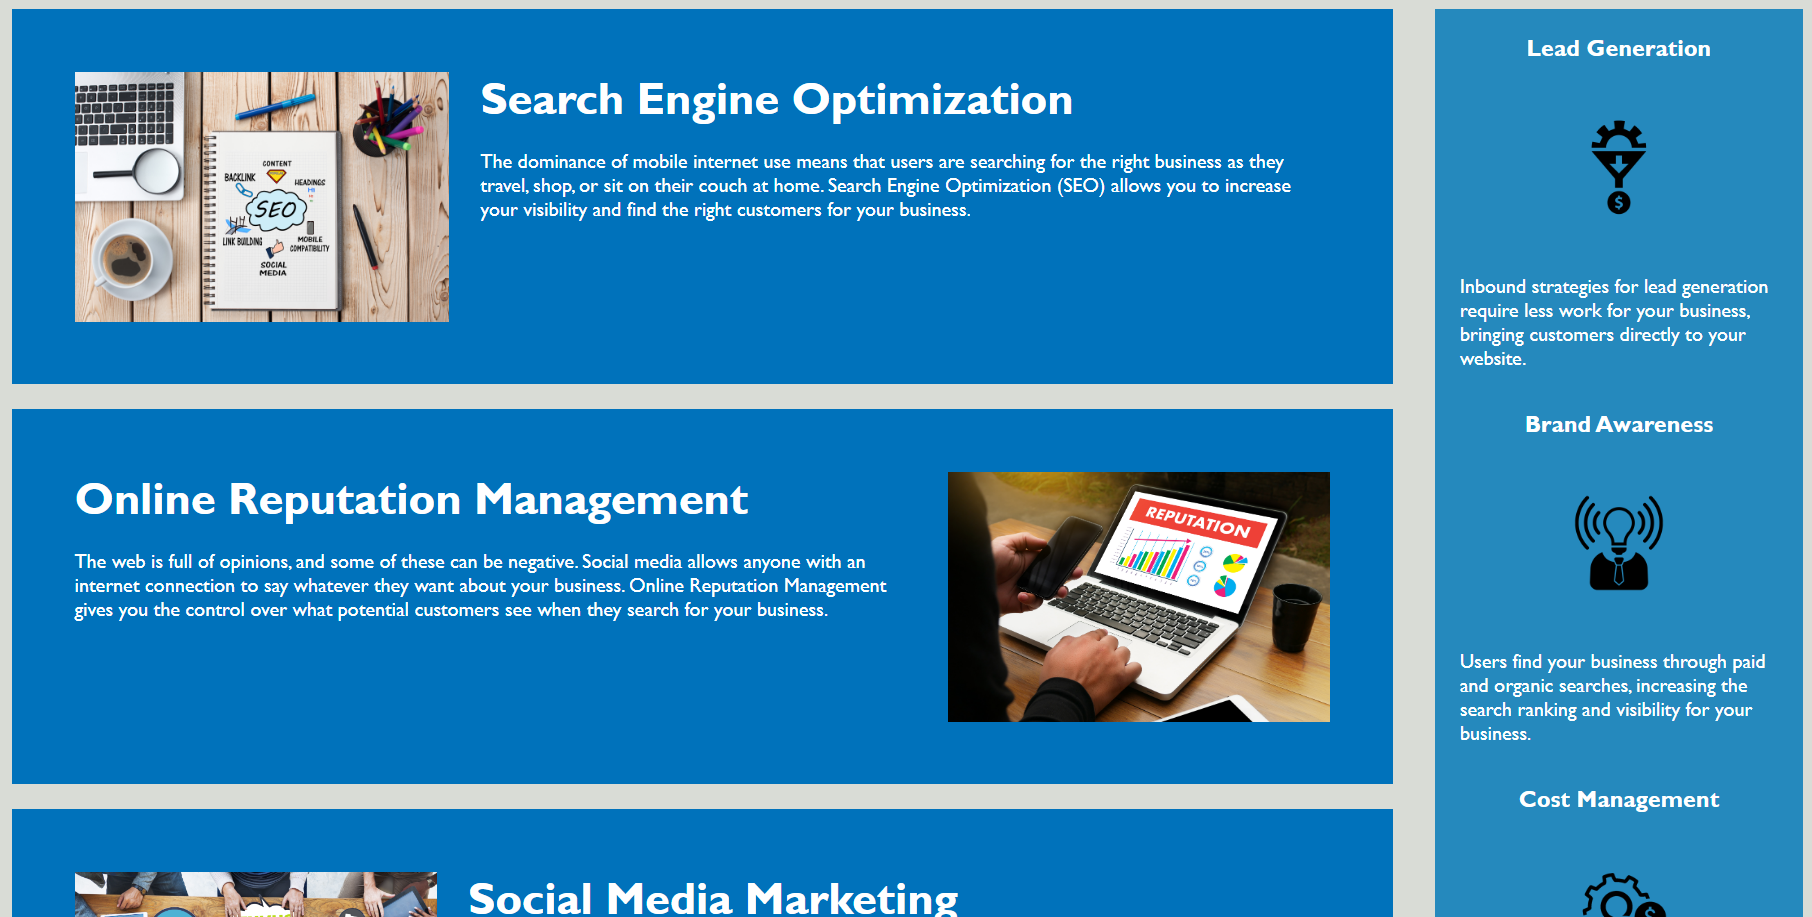 Search Engine Optimization
The dominance of mobile internet use means that users are searching for the right business as they
travel, shop, or sit on their couch at home. Search Engine Optimization (SEO) allows you to increase
your visibility and find the right customers for your business.
CONTENT
BACKLINK
HEADINGS
H1
SEO
LINK BUILDING
MOBILE
COMPATIBILITY
SOCIAL
MEDIA
Online Reputation Management
The web is full of opinions, and some of these can be negative. Social media allows anyone with an
internet connection to say whatever they want about your business. Online Reputation Management
gives you the control over what potential customers see when they search for your business.
REPUTATION
Social Media Marketing
Lead Generation
$
Inbound strategies for lead generation
require less work for your business,
bringing customers directly to your
website.
Brand Awareness
Users find your business through paid
and organic searches, increasing the
search ranking and visibility for your
business.
Cost Management
$